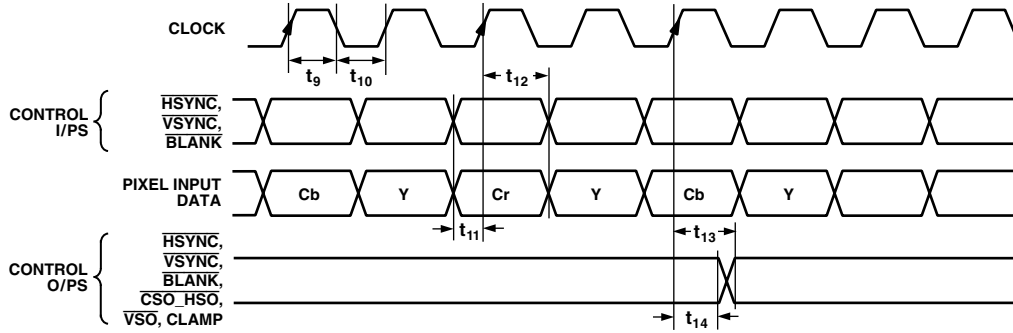 CLOCK
t9
t10
t12
CONTROL
I/PS
HSYNC,
VSYNC,
BLANK
PIXEL INPUT
DATA
Cb
Y
Cr
Y
Cb
Y
t11
t13
CONTROL
O/PS
HSYNC,
VSYNC,
BLANK,
CSO_HSO,
VSO, CLAMP
t14